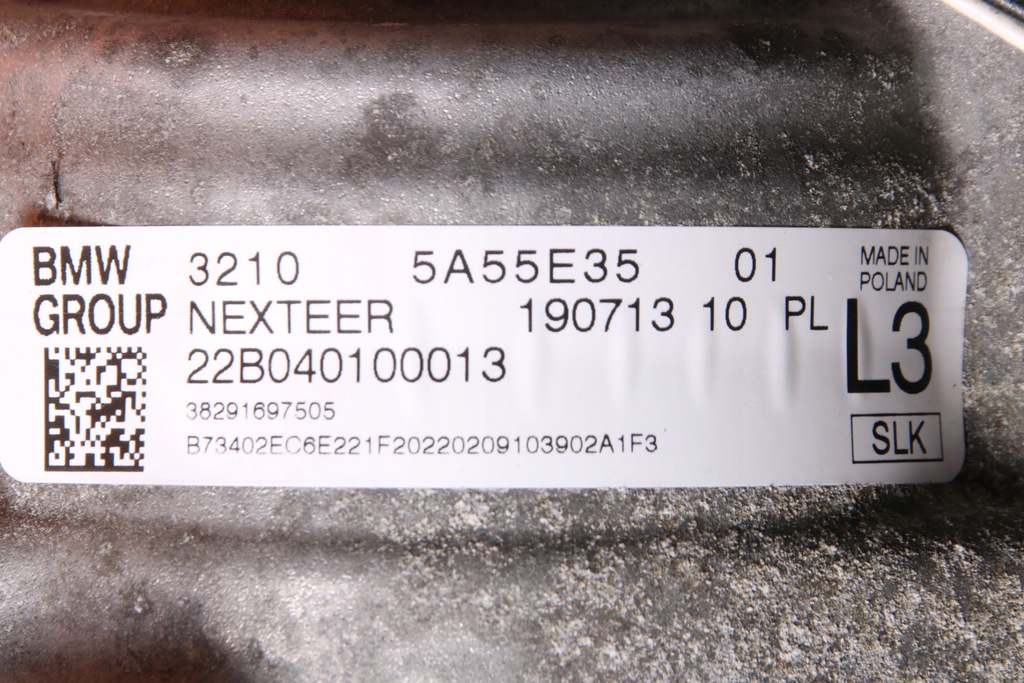 BMW GROUP
3210 5A55E35 01
NEXTEER 190713 10 PL
22B040100013
38291697505
B73402EC6E221F20220209103902A1F3
MADE IN
POLAND
L3
SLK